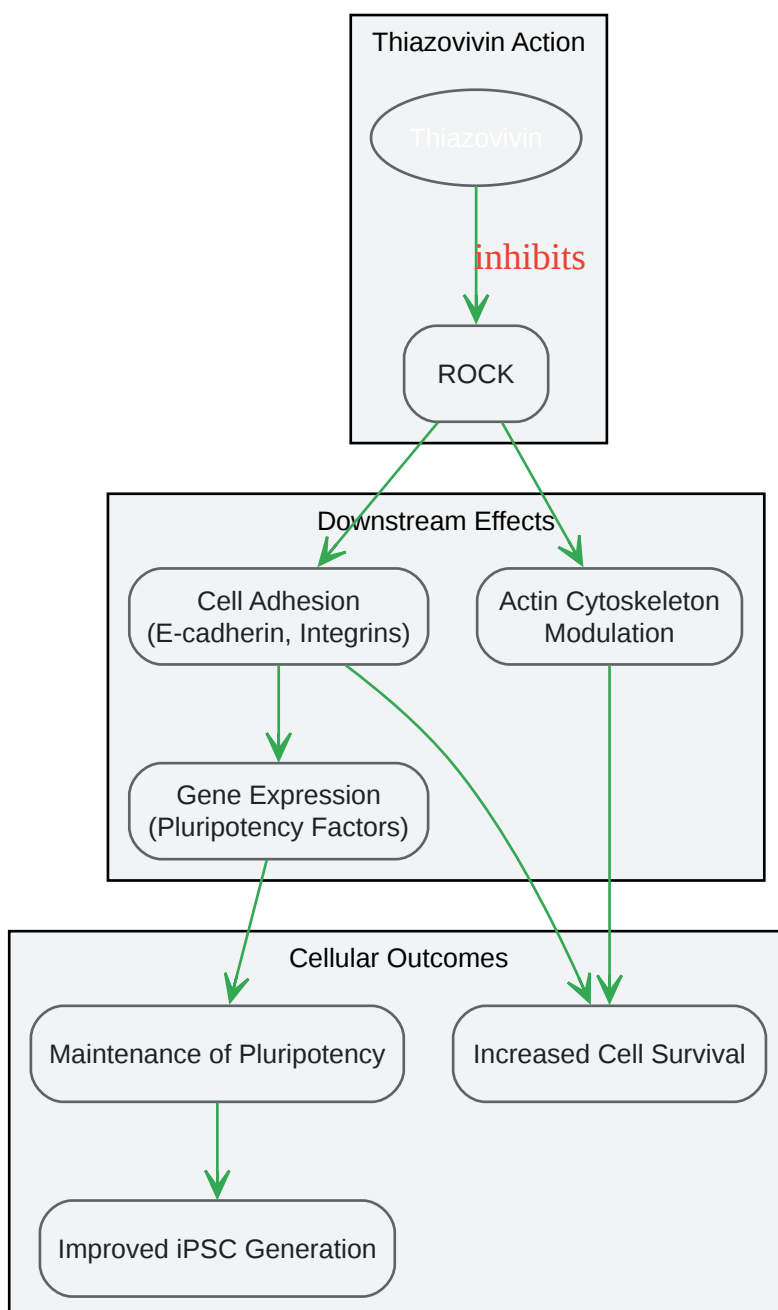 Thiazovivin Action
Thiazovivin
inhibits
ROCK
Downstream Effects
Cell Adhesion
(E-cadherin, Integrins)
Actin Cytoskeleton
Modulation
Gene Expression
(Pluripotency Factors)
Cellular Outcomes
Maintenance of Pluripotency
Increased Cell Survival
Improved iPSC Generation